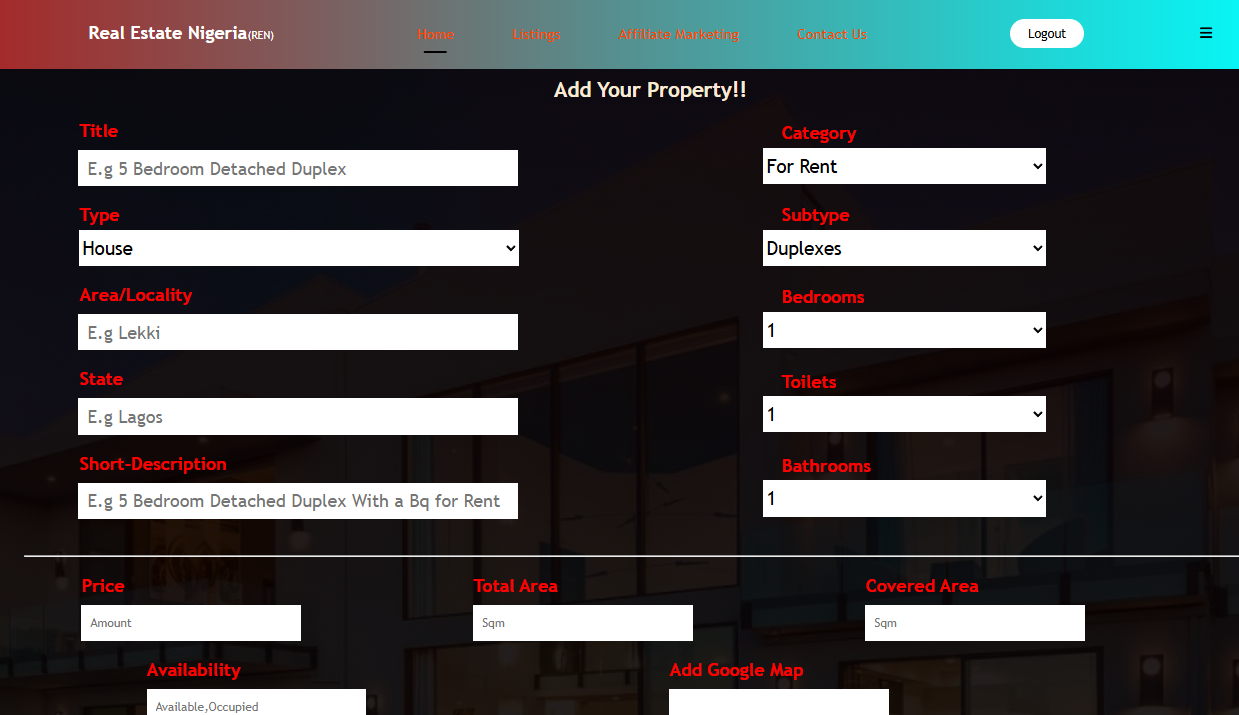 Real Estate Nigeria(REN)
Home
Listings
Affiliate Marketing
Contact Us
Logout
☰
Add Your Property!!
Title
Category
E.g 5 Bedroom Detached Duplex
For Rent
Type
Subtype
House
Duplexes
Area/Locality
Bedrooms
E.g Lekki
1
State
Toilets
E.g Lagos
1
Short-Description
Bathrooms
E.g 5 Bedroom Detached Duplex With a Bq for Rent
1
Price
Total Area
Covered Area
Amount
Sqm
Sqm
Availability
Add Google Map
Available,Occupied